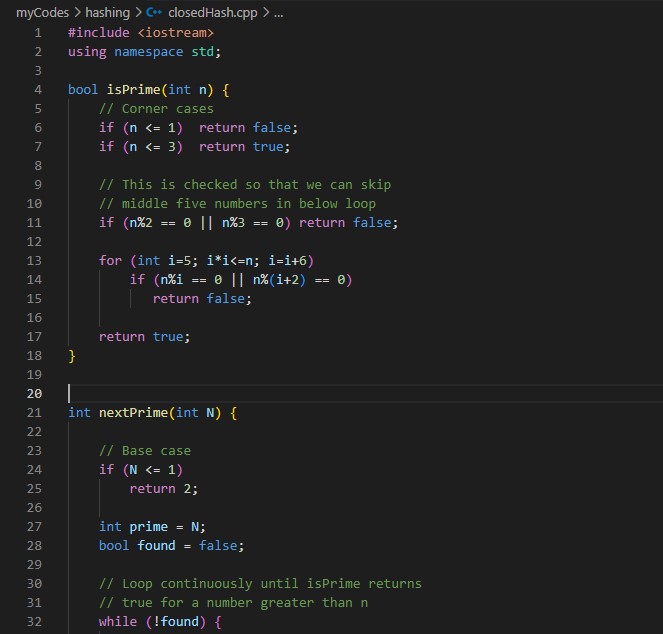 myCodes > hashing > C++ closedHash.cpp > ...
1 #include <iostream>
2 using namespace std;
3
4 bool isPrime(int n) {
5 // Corner cases
6 if (n <= 1)  return false;
7 if (n <= 3)  return true;
8
9 // This is checked so that we can skip
10 // middle five numbers in below loop
11 if (n%2 == 0 || n%3 == 0) return false;
12
13 for (int i=5; i*i<=n; i=i+6)
14 if (n%i == 0 || n%(i+2) == 0)
15 return false;
16
17 return true;
18 }
19
20
21 int nextPrime(int N) {
22
23 // Base case
24 if (N <= 1)
25 return 2;
26
27 int prime = N;
28 bool found = false;
29
30 // Loop continuously until isPrime returns
31 // true for a number greater than n
32 while (!found) {